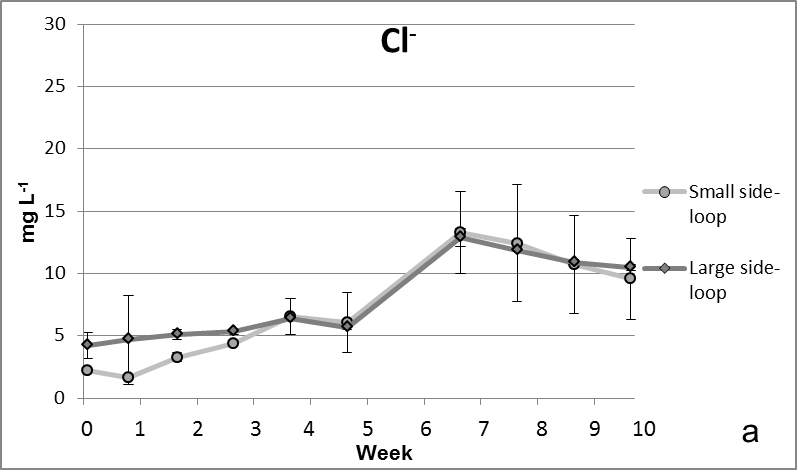 Cl⁻
30
25
20
15
10
5
0
mg L⁻¹
0 1 2 3 4 5 6 7 8 9 10
Week
Small side-
loop
Large side-
loop
a